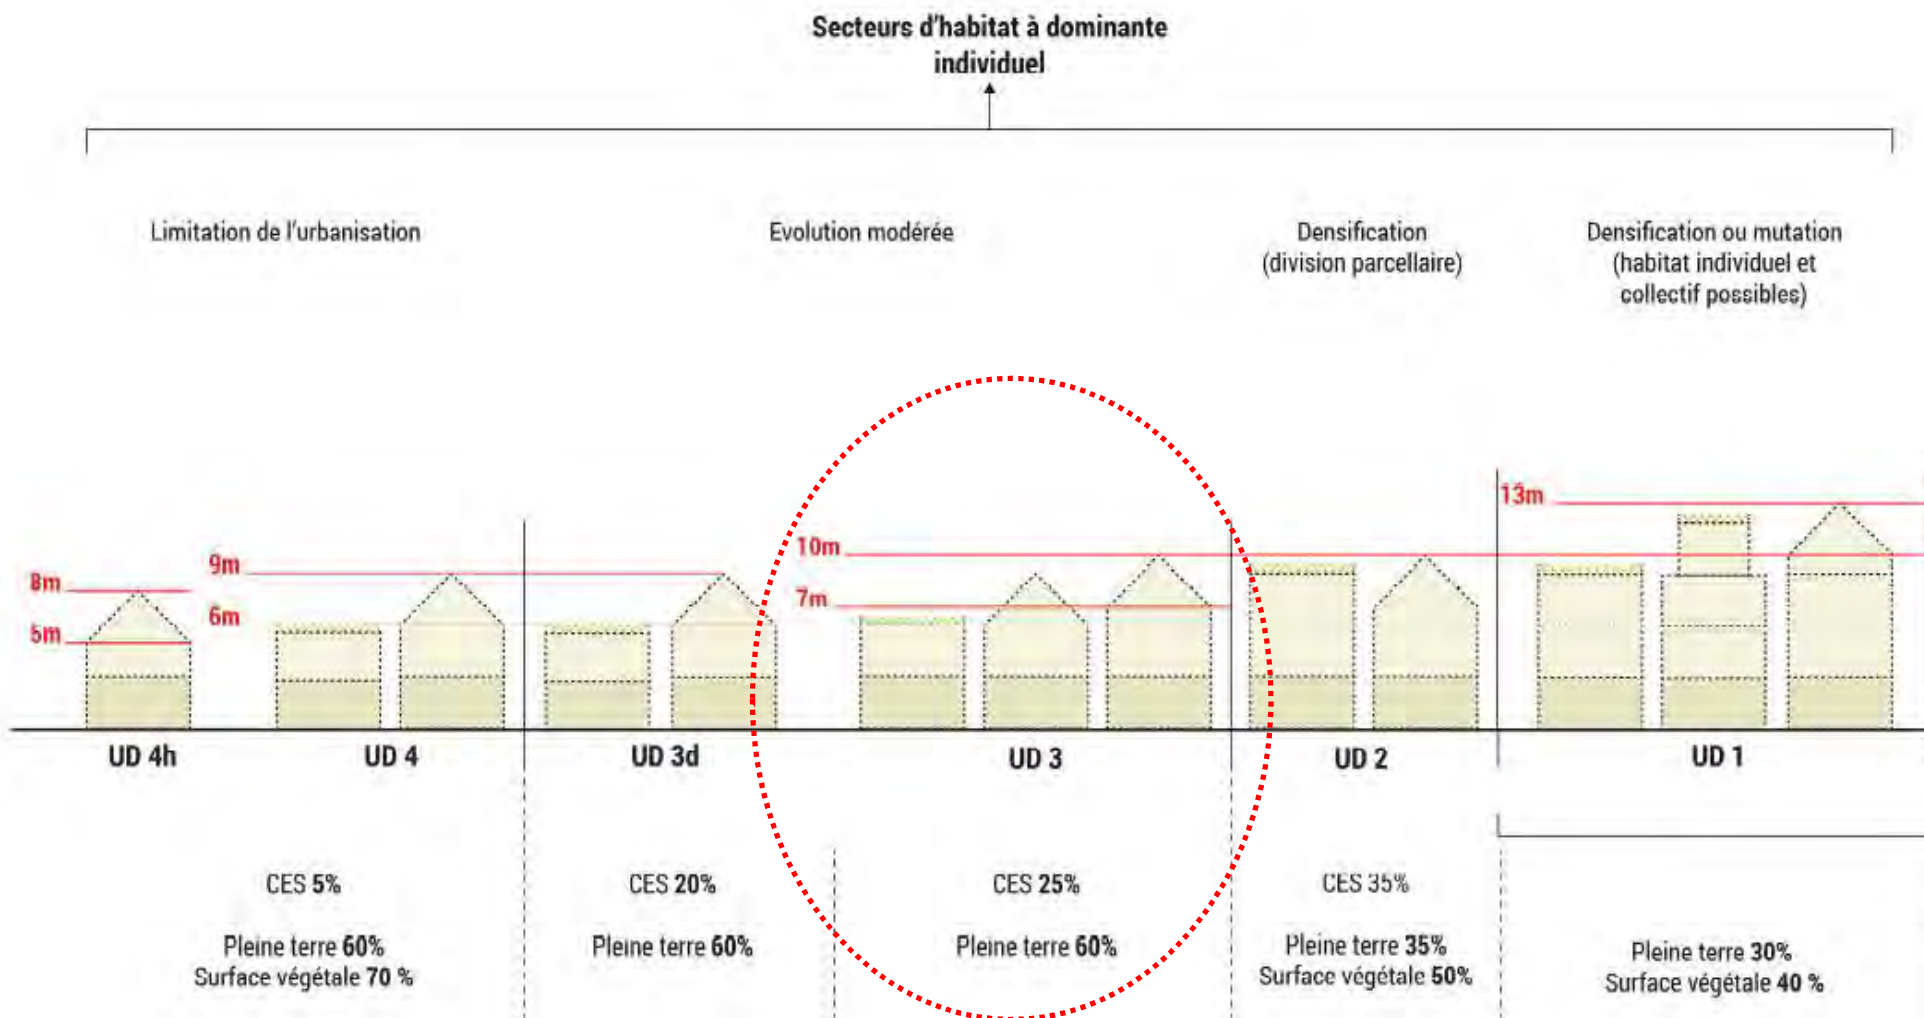 Secteurs d'habitat à dominante
individuel
Limitation de l'urbanisation
Evolution modérée
Densification
(division parcellaire)
Densification ou mutation
(habitat individuel et
collectif possibles)
8m
5m
9m
6m
10m
7m
13m
UD 4h
UD 4
UD 3d
UD 3
UD 2
UD 1
CES 5%
Pleine terre 60%
Surface végétale 70 %
CES 20%
Pleine terre 60%
CES 25%
Pleine terre 60%
CES 35%
Pleine terre 35%
Surface végétale 50%
Pleine terre 30%
Surface végétale 40 %